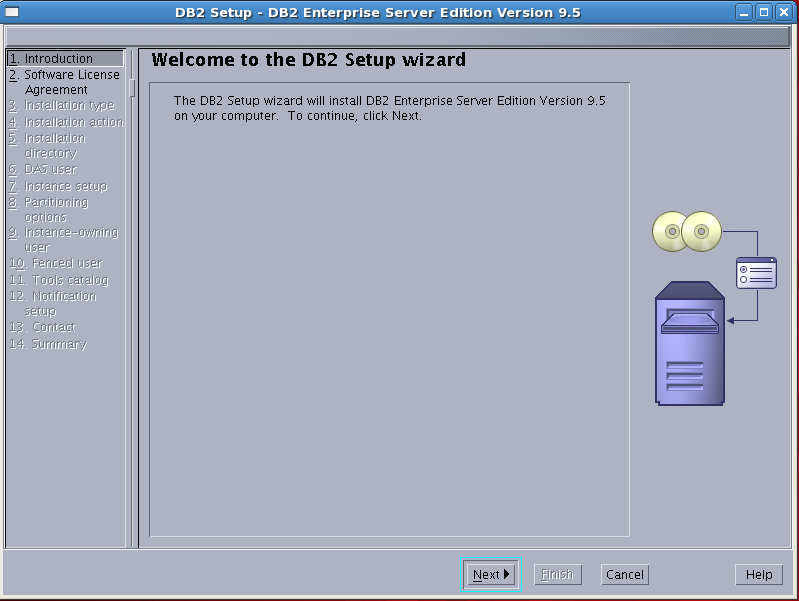 DB2 Setup - DB2 Enterprise Server Edition Version 9.5
1. Introduction
2. Software License
Agreement
3. Installation type
4. Installation action
5. Installation
directory
6. DAS user
7. Instance setup
8. Partitioning
options
9. Instance-owning
user
10. Fenced user
11. Tools catalog
12. Notification
setup
13. Contact
14. Summary
Welcome to the DB2 Setup wizard
The DB2 Setup wizard will install DB2 Enterprise Server Edition Version 9.5
on your computer. To continue, click Next.
Next
Finish
Cancel
Help